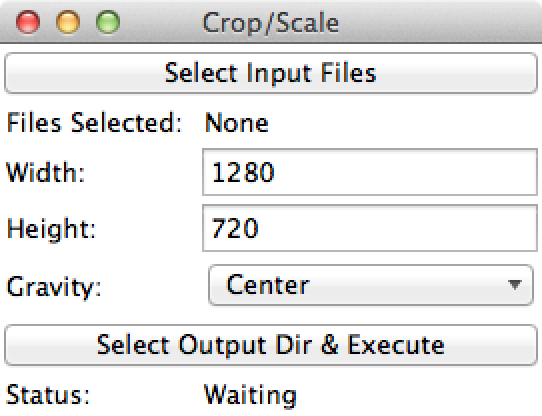 Crop/Scale
Select Input Files
Files Selected: None
Width: 1280
Height: 720
Gravity: Center
Select Output Dir & Execute
Status: Waiting